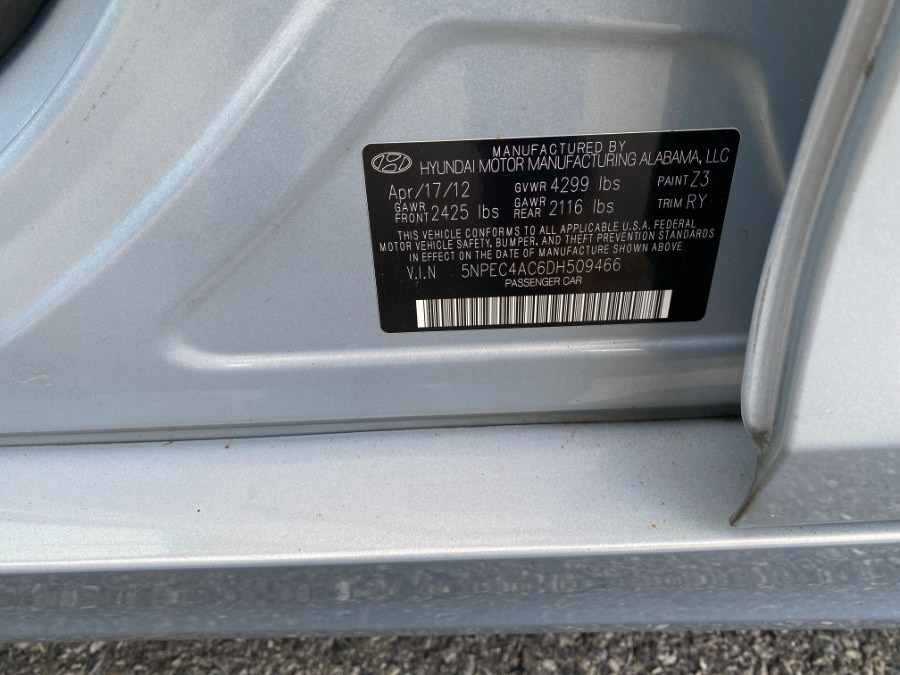 MANUFACTURED BY
HYUNDAI MOTOR MANUFACTURING ALABAMA, LLC
Apr/17/12 GVWR 4299 lbs PAINT Z3
GAWR FRONT 2425 lbs GAWR REAR 2116 lbs TRIM RY
THIS VEHICLE CONFORMS TO ALL APPLICABLE U.S.A. FEDERAL
MOTOR VEHICLE SAFETY, BUMPER, AND THEFT PREVENTION STANDARDS
IN EFFECT ON THE DATE OF MANUFACTURE SHOWN ABOVE
V.I.N 5NPEC4AC6DH509466
PASSENGER CAR